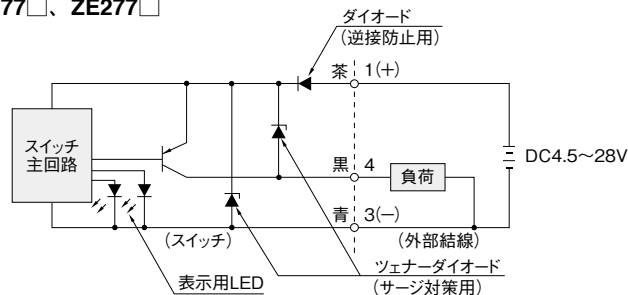 77□、ZE277□
ダイオード
(逆接防止用)
茶 1(+)
スイッチ
主回路
DC4.5～28V
黒 4
負荷
青 3(−)
(スイッチ)
(外部結線)
表示用LED
ツェナーダイオード
(サージ対策用)